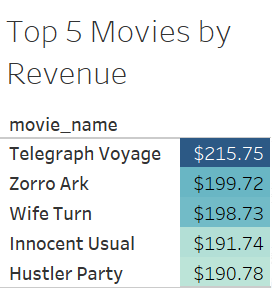 Top 5 Movies by
Revenue
movie_name
Telegraph Voyage $215.75
Zorro Ark $199.72
Wife Turn $198.73
Innocent Usual $191.74
Hustler Party $190.78